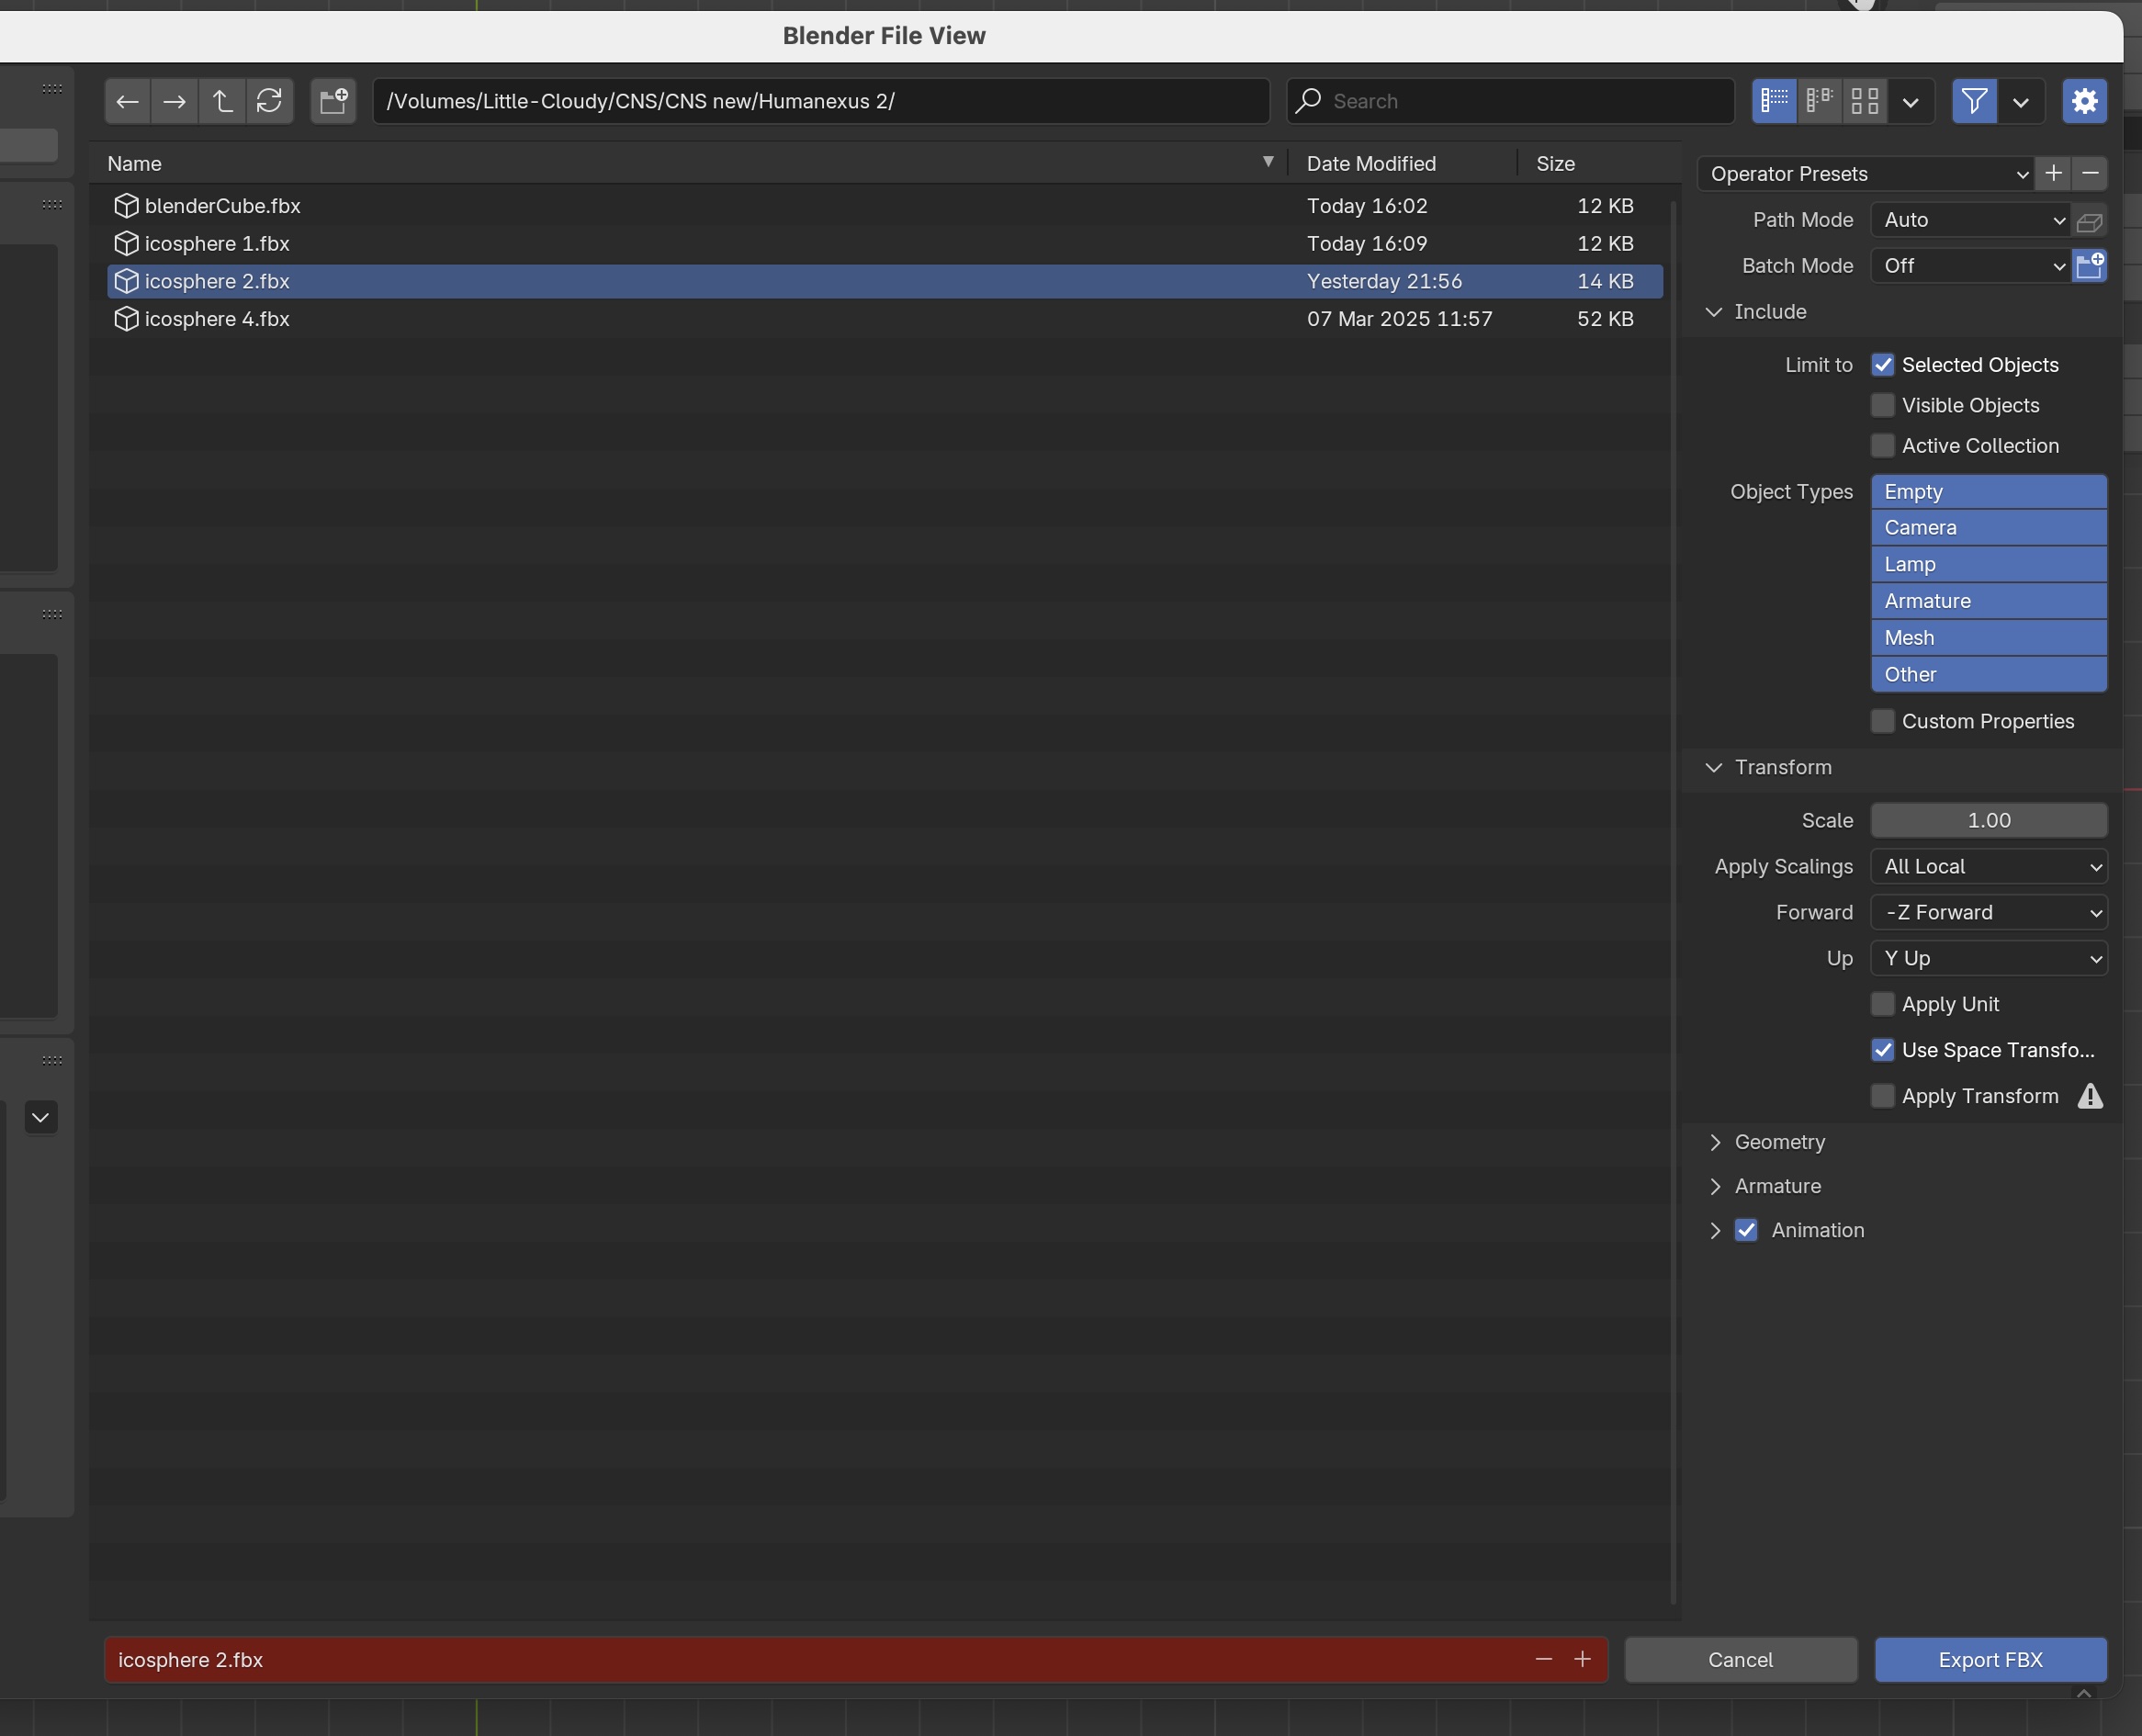 Blender File View
/Volumes/Little-Cloudy/CNS/CNS new/Humanexus 2/
Search
Name Date Modified Size
blenderCube.fbx Today 16:02 12 KB
icosphere 1.fbx Today 16:09 12 KB
icosphere 2.fbx Yesterday 21:56 14 KB
icosphere 4.fbx 07 Mar 2025 11:57 52 KB
Operator Presets
Path Mode Auto
Batch Mode Off
Include
Limit to Selected Objects
Visible Objects
Active Collection
Object Types Empty
Camera
Lamp
Armature
Mesh
Other
Custom Properties
Transform
Scale 1.00
Apply Scalings All Local
Forward -Z Forward
Up Y Up
Apply Unit
Use Space Transfo...
Apply Transform
Geometry
Armature
Animation
icosphere 2.fbx
Cancel
Export FBX